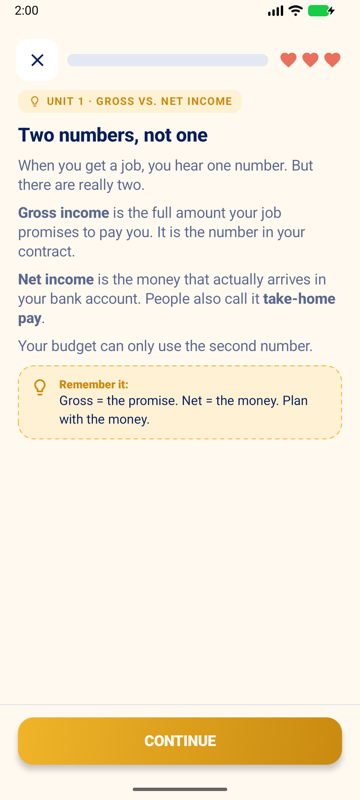 2:00
UNIT 1 · GROSS VS. NET INCOME
Two numbers, not one
When you get a job, you hear one number. But
there are really two.
Gross income is the full amount your job
promises to pay you. It is the number in your
contract.
Net income is the money that actually arrives in
your bank account. People also call it take-home
pay.
Your budget can only use the second number.
Remember it:
Gross = the promise. Net = the money. Plan
with the money.
CONTINUE